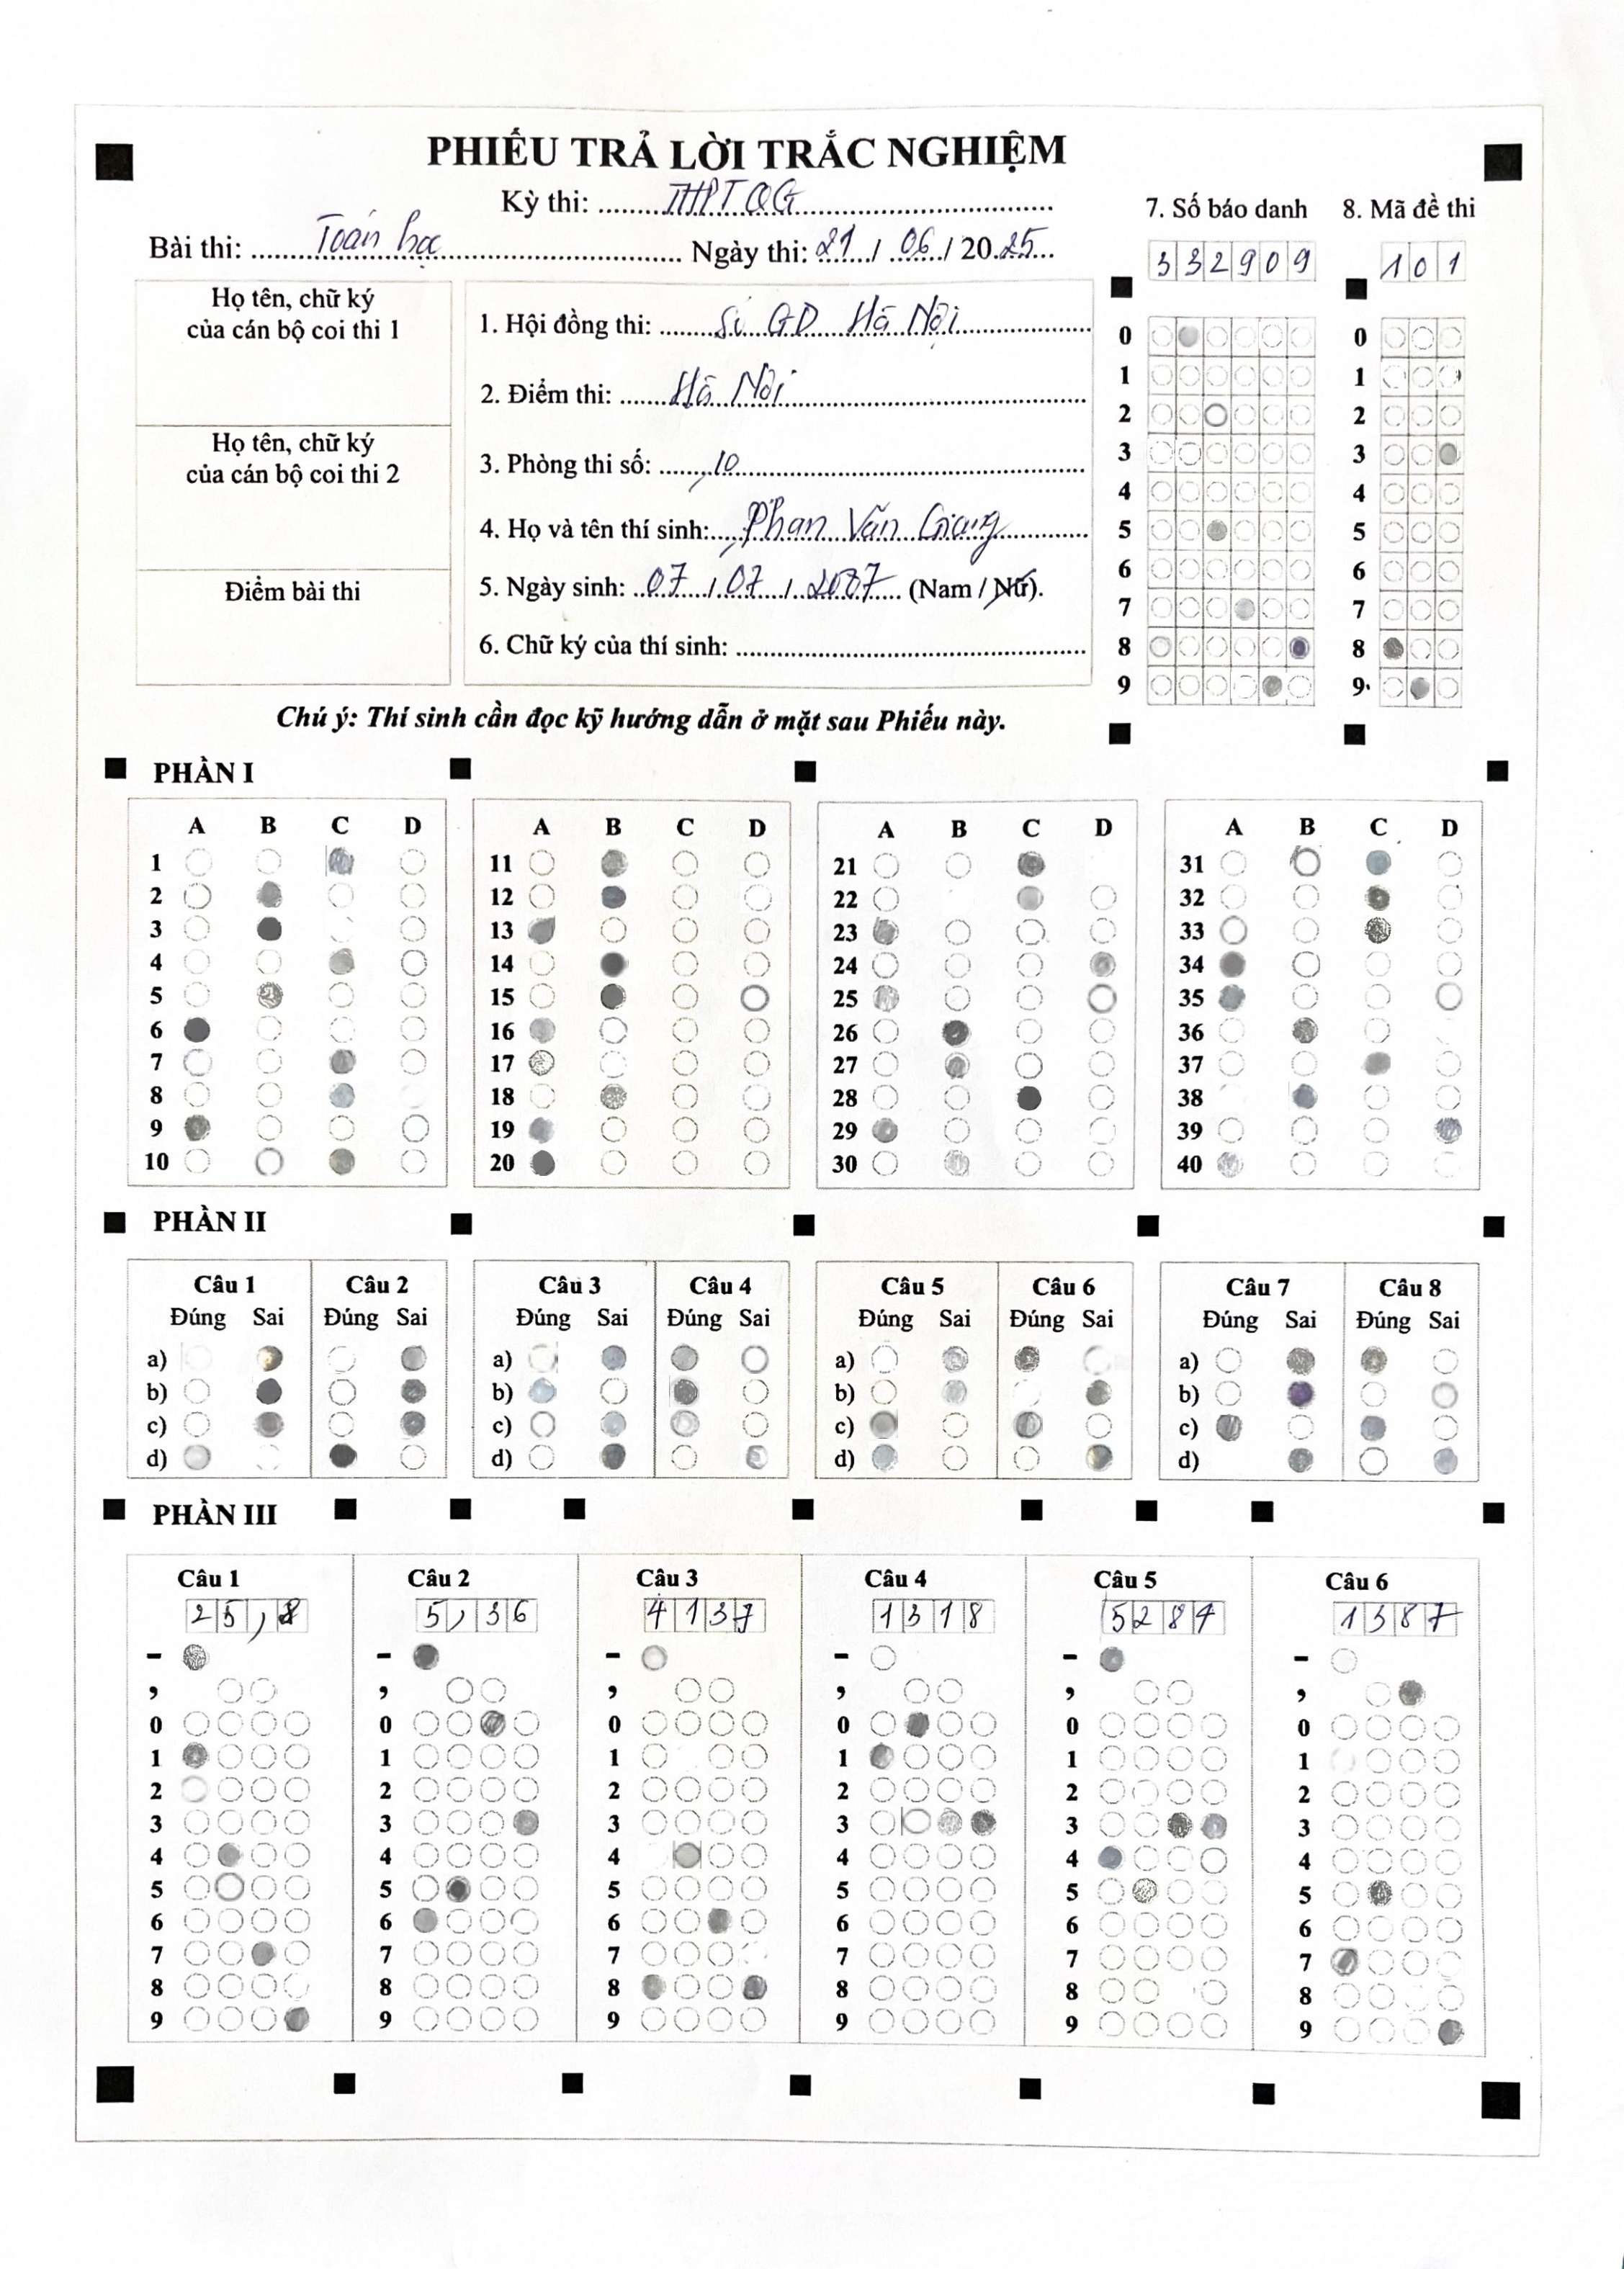 PHIẾU TRẢ LỜI TRẮC NGHIỆM
Kỳ thi: THPT QG
Bài thi: Toán học Ngày thi: 21 / 06 / 2025
7. Số báo danh 8. Mã đề thi
332909 101
Họ tên, chữ ký
của cán bộ coi thi 1
Họ tên, chữ ký
của cán bộ coi thi 2
Điểm bài thi
1. Hội đồng thi: Sở GD Hà Nội
2. Điểm thi: Hà Nội
3. Phòng thi số: 10
4. Họ và tên thí sinh: Phan Văn Giang
5. Ngày sinh: 07 / 07 / 2007 (Nam / Nữ).
6. Chữ ký của thí sinh:
0 0
1 1
2 2
3 3
4 4
5 5
6 6
7 7
8 8
9 9
Chú ý: Thí sinh cần đọc kỹ hướng dẫn ở mặt sau Phiếu này.
PHẦN I
A B C D A B C D A B C D A B C D
1 11 21 31
2 12 22 32
3 13 23 33
4 14 24 34
5 15 25 35
6 16 26 36
7 17 27 37
8 18 28 38
9 19 29 39
10 20 30 40
PHẦN II
Câu 1 Câu 2 Câu 3 Câu 4 Câu 5 Câu 6 Câu 7 Câu 8
Đúng Sai Đúng Sai Đúng Sai Đúng Sai Đúng Sai Đúng Sai Đúng Sai Đúng Sai
a) a) a) a)
b) b) b) b)
c) c) c) c)
d) d) d) d)
PHẦN III
Câu 1 Câu 2 Câu 3 Câu 4 Câu 5 Câu 6
25,8 5,36 4137 1318 5287 1387
- - - - - -
, , , , , ,
0 0 0 0 0 0
1 1 1 1 1 1
2 2 2 2 2 2
3 3 3 3 3 3
4 4 4 4 4 4
5 5 5 5 5 5
6 6 6 6 6 6
7 7 7 7 7 7
8 8 8 8 8 8
9 9 9 9 9 9